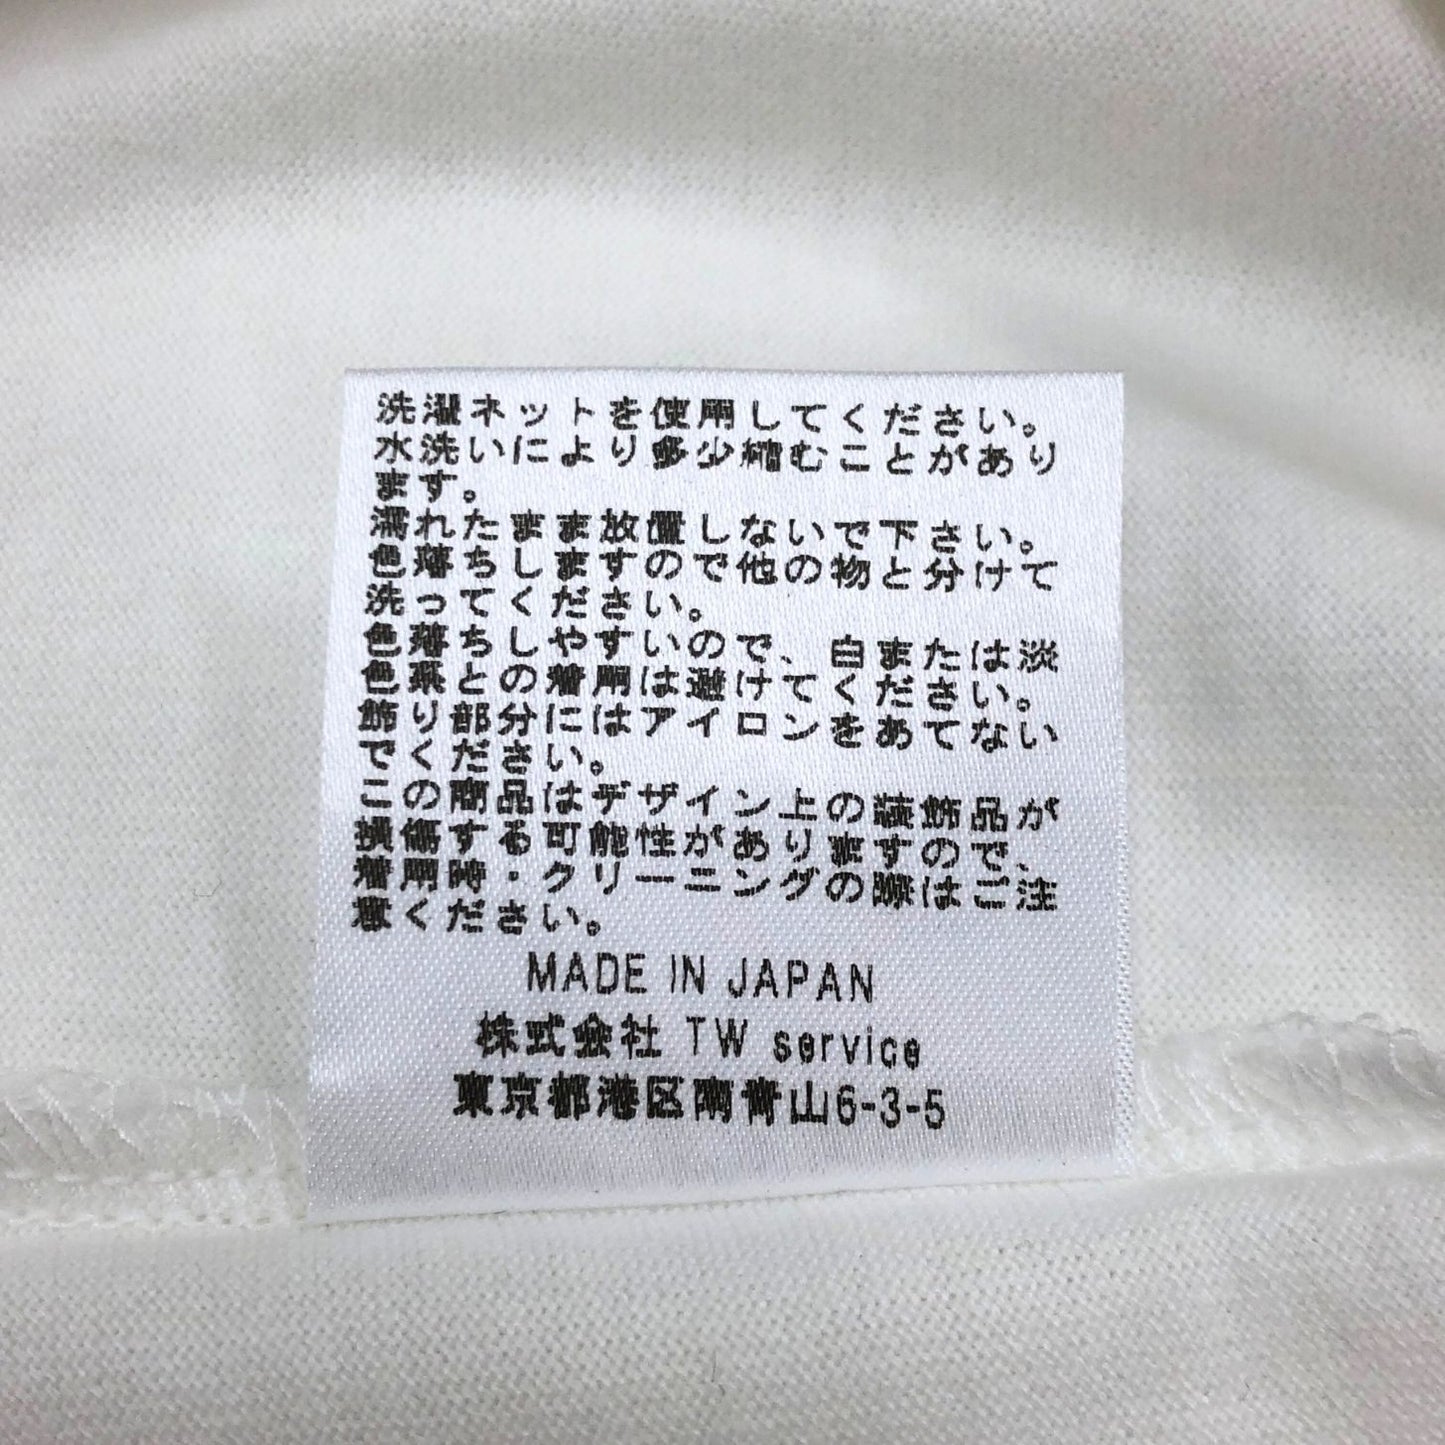 洗濯ネットを使用してください。
水洗いにより多少縮むことがあり
ます。
濡れたまま放置しないで下さい。
色落ちしますので他の物と分けて
洗ってください。
色落ちしやすいので、白または淡
色系との着用は避けてください。
飾り部分にはアイロンをあてない
でください。
この商品はデザイン上の装飾品が
損傷する可能性がありますので、
着用時・クリーニングの際はご注
意ください。
MADE IN JAPAN
株式会社 TW service
東京都港区南青山6-3-5